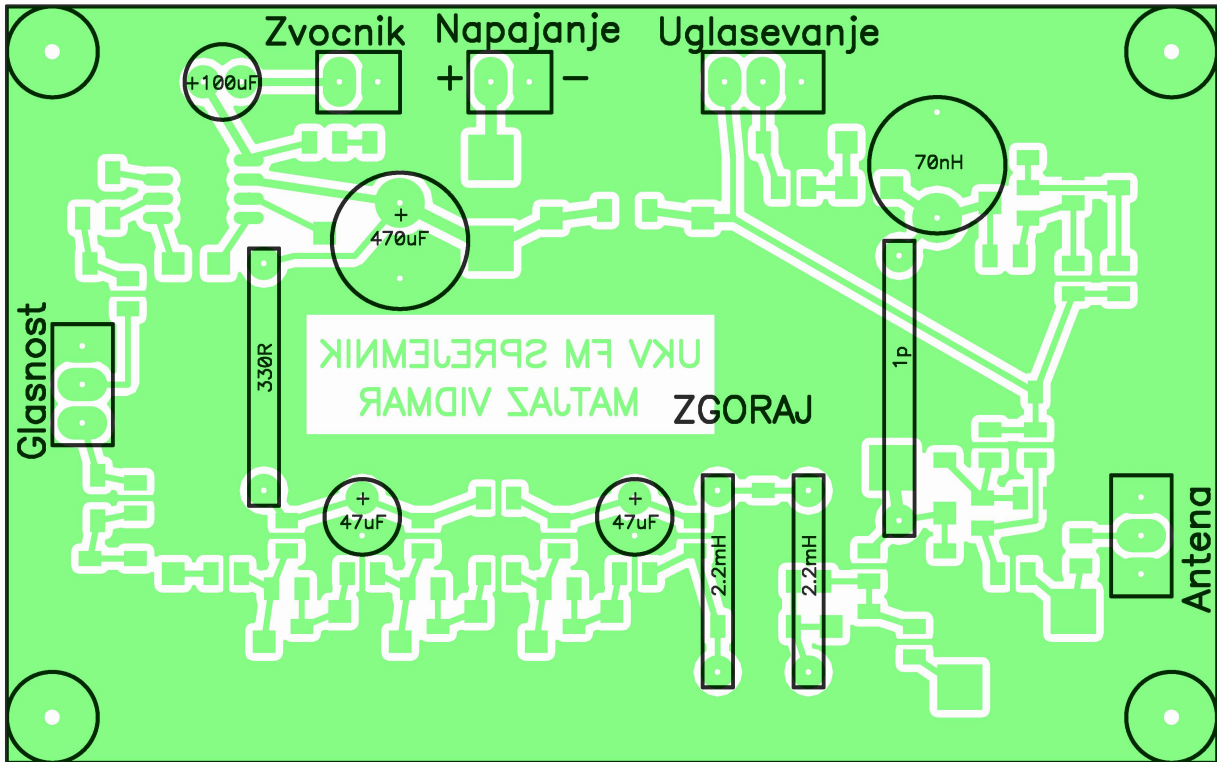 Zvocnik
Napajanje
Uglasevanje
+ -
+100uF
70nH
+
470uF
Glasnost
330R
1p
UKV FM SPREJEMNIK
MATJAZ VIDMAR
ZGORAJ
+
47uF
+
47uF
2.2mH
2.2mH
Antena